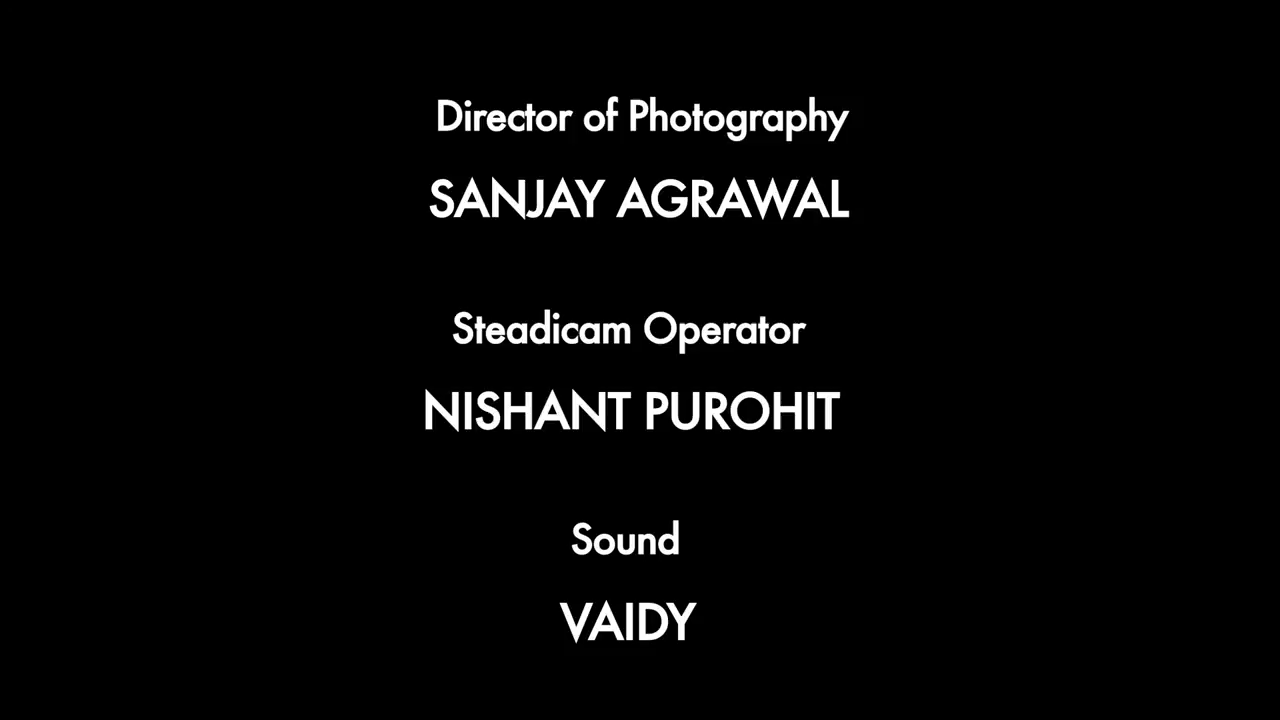 Director of Photography
SANJAY AGRAWAL
Steadicam Operator
NISHANT PUROHIT
Sound
VAIDY